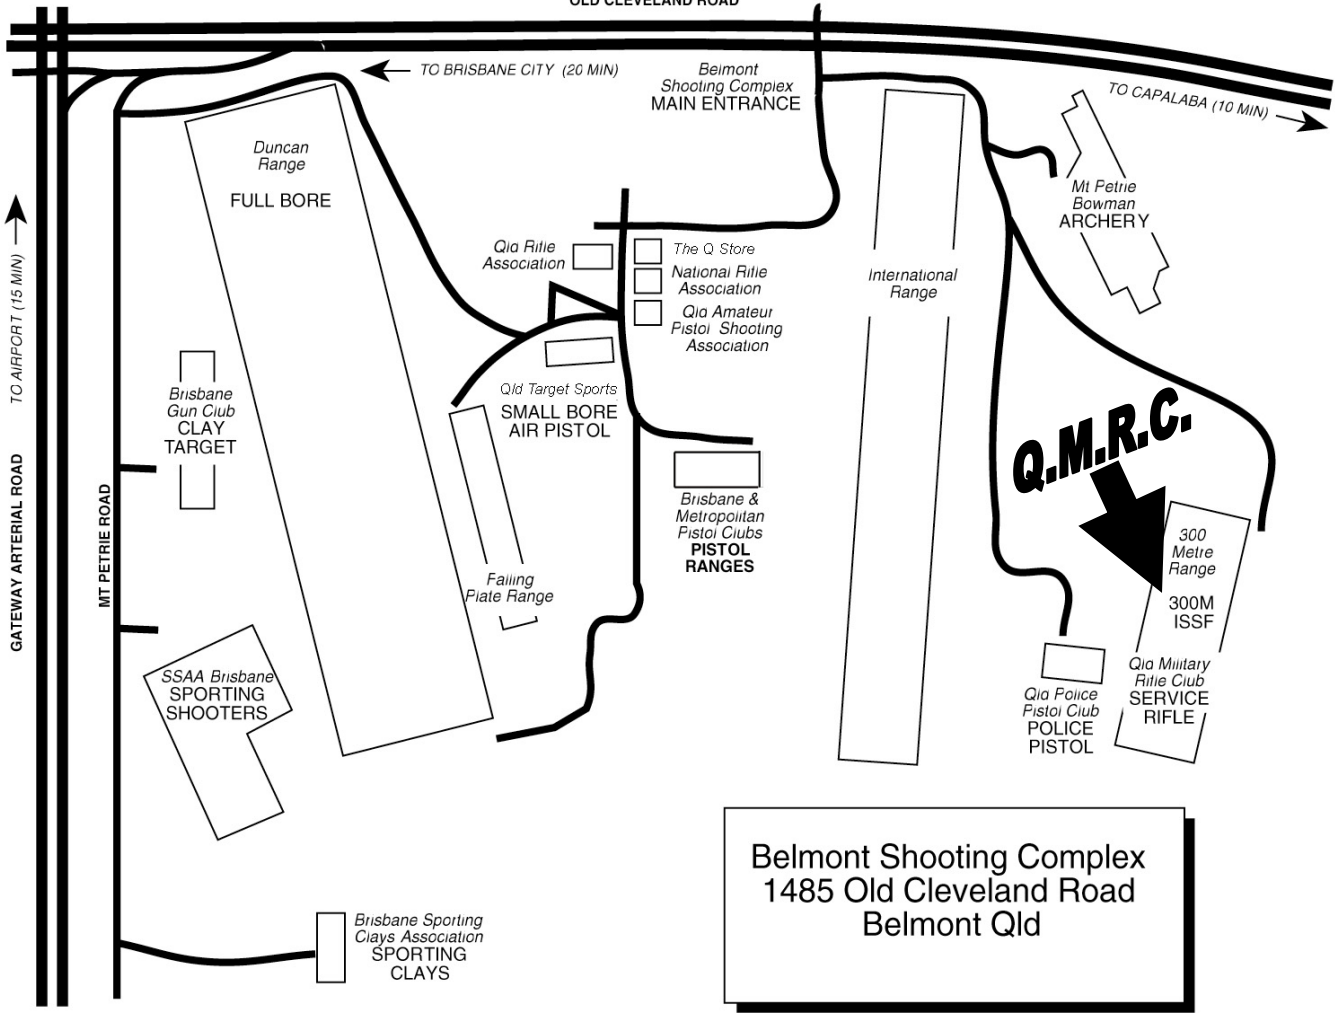 OLD CLEVELAND ROAD
TO BRISBANE CITY (20 MIN)
Belmont
Shooting Complex
MAIN ENTRANCE
TO CAPALABA (10 MIN)
Duncan
Range
FULL BORE
Mt Petrie
Bowman
ARCHERY
TO AIRPORT (15 MIN)
Qld Rifle
Association
The Q Store
National Rifle
Association
Qld Amateur
Pistol Shooting
Association
International
Range
Brisbane
Gun Club
CLAY
TARGET
Qld Target Sports
SMALL BORE
AIR PISTOL
Q.M.R.C.
GATEWAY ARTERIAL ROAD
MT PETRIE ROAD
Brisbane &
Metropolitan
Pistol Clubs
PISTOL
RANGES
Falling
Plate Range
300
Metre
Range
300M
ISSF
SSAA Brisbane
SPORTING
SHOOTERS
Qld Police
Pistol Club
POLICE
PISTOL
Qld Military
Rifle Club
SERVICE
RIFLE
Belmont Shooting Complex
1485 Old Cleveland Road
Belmont Qld
Brisbane Sporting
Clays Association
SPORTING
CLAYS